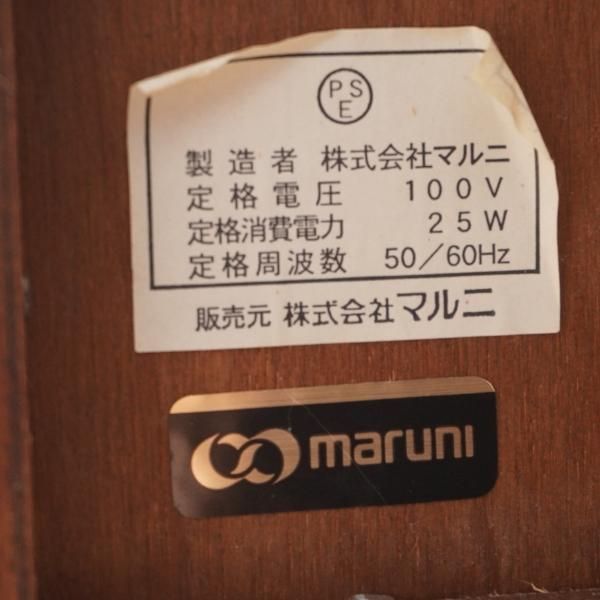 PSE
製造者 株式会社マルニ
定格電圧 100V
定格消費電力 25W
定格周波数 50/60Hz
販売元 株式会社マルニ
maruni